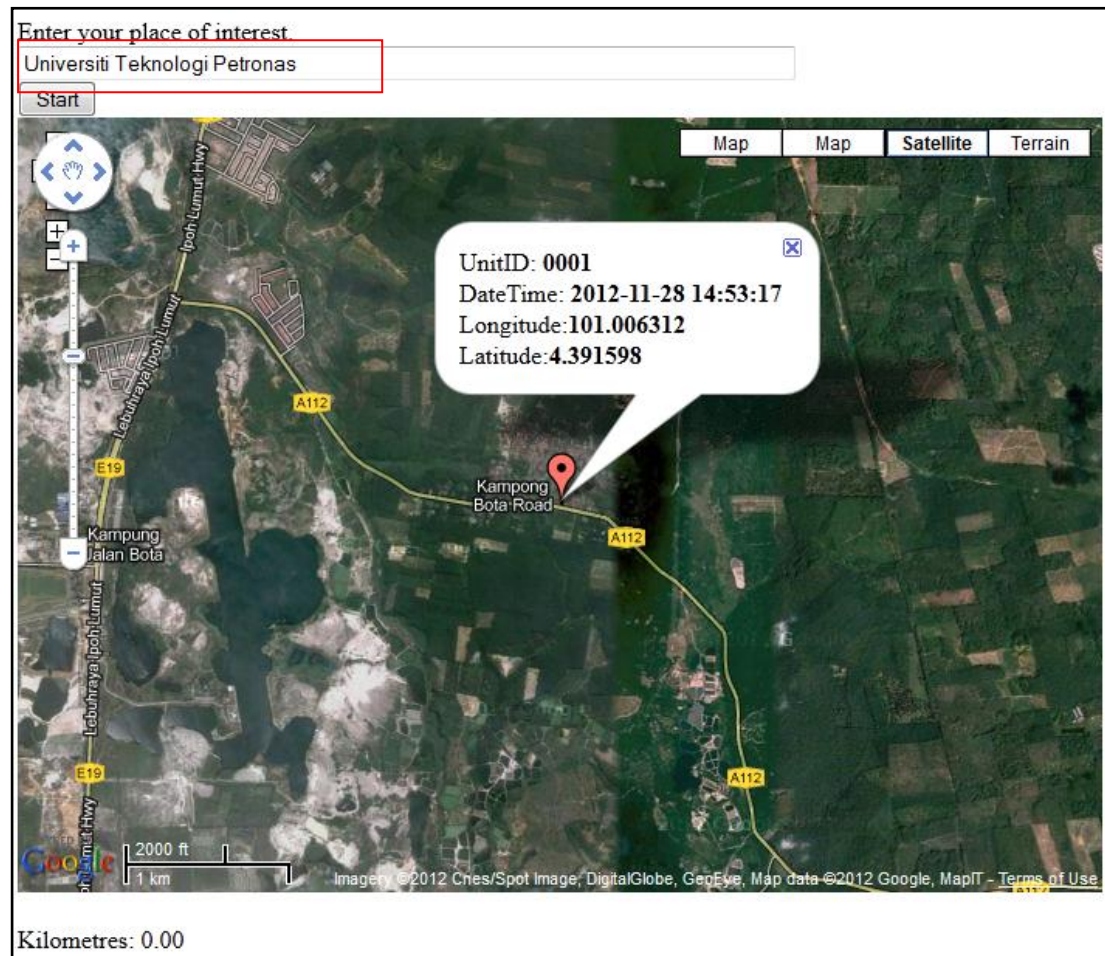 Enter your place of interest.
Universiti Teknologi Petronas
Start
Map Map Satellite Terrain
Ipoh Lumut Hwy
UnitID: 0001
DateTime: 2012-11-28 14:53:17
Longitude:101.006312
Latitude:4.391598
Lebuhraya Ipoh Lumut
A112
E19
Kampong
Bota Road
A112
Kampung
Jalan Bota
Lebuhraya Ipoh Lumut
E19
A112
Google
2000 ft
1 km
Imagery ©2012 Cnes/Spot Image, DigitalGlobe, GeoEye, Map data ©2012 Google, MapIT - Terms of Use
A112
Kilometres: 0.00